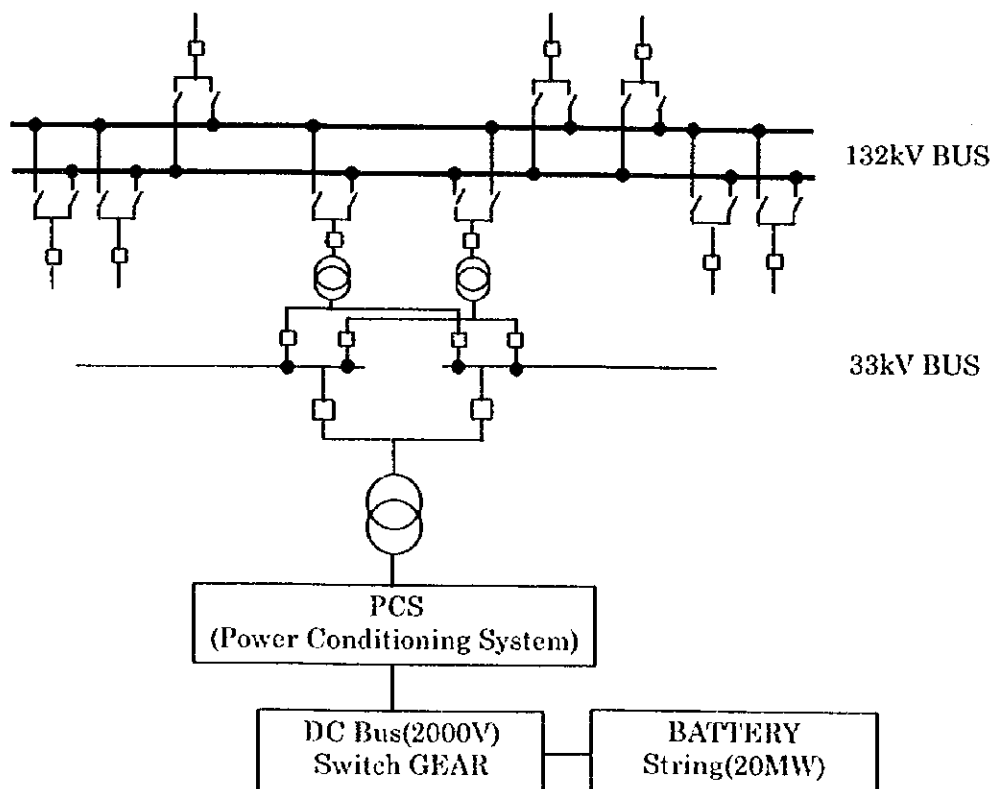 132kV BUS
33kV BUS
PCS
(Power Conditioning System)
DC Bus(2000V)
Switch GEAR
BATTERY
String(20MW)